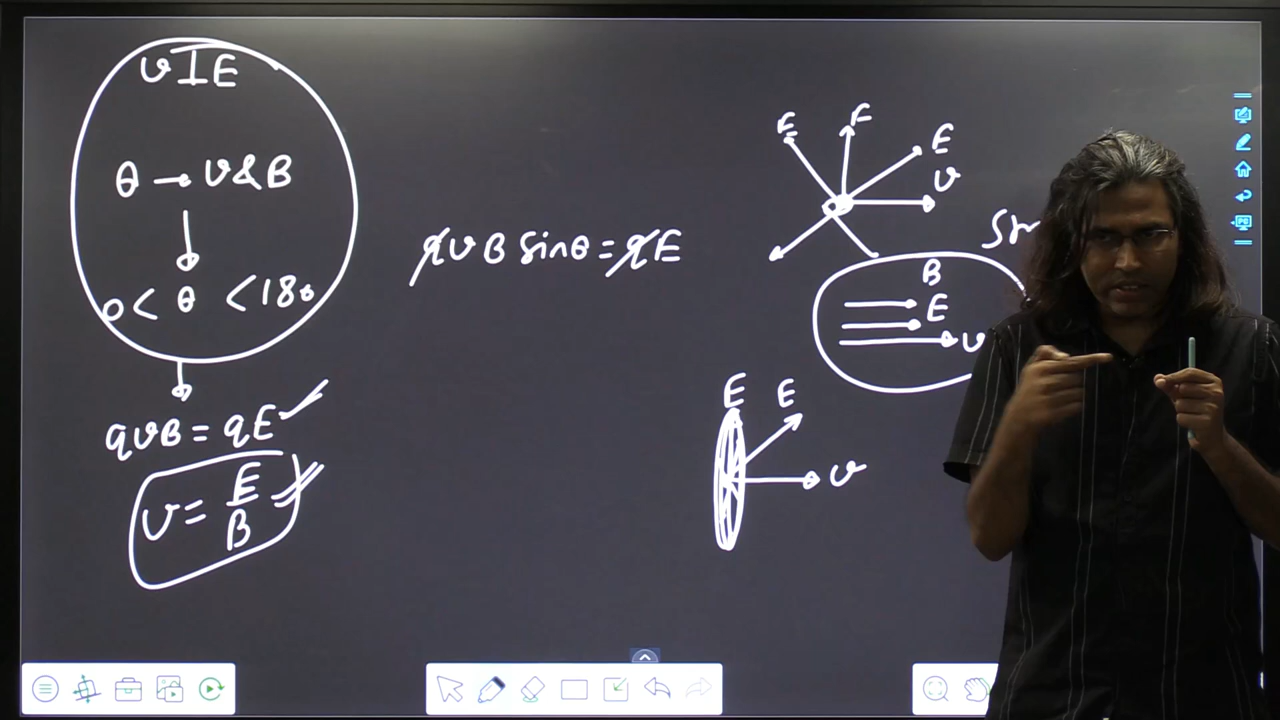 v⊥E
θ → v&B
0 < θ < 180
qvB = qE ✓
v = E/B
qvB sinθ = qE
E
F
E
v
B
E
v
E
E
v